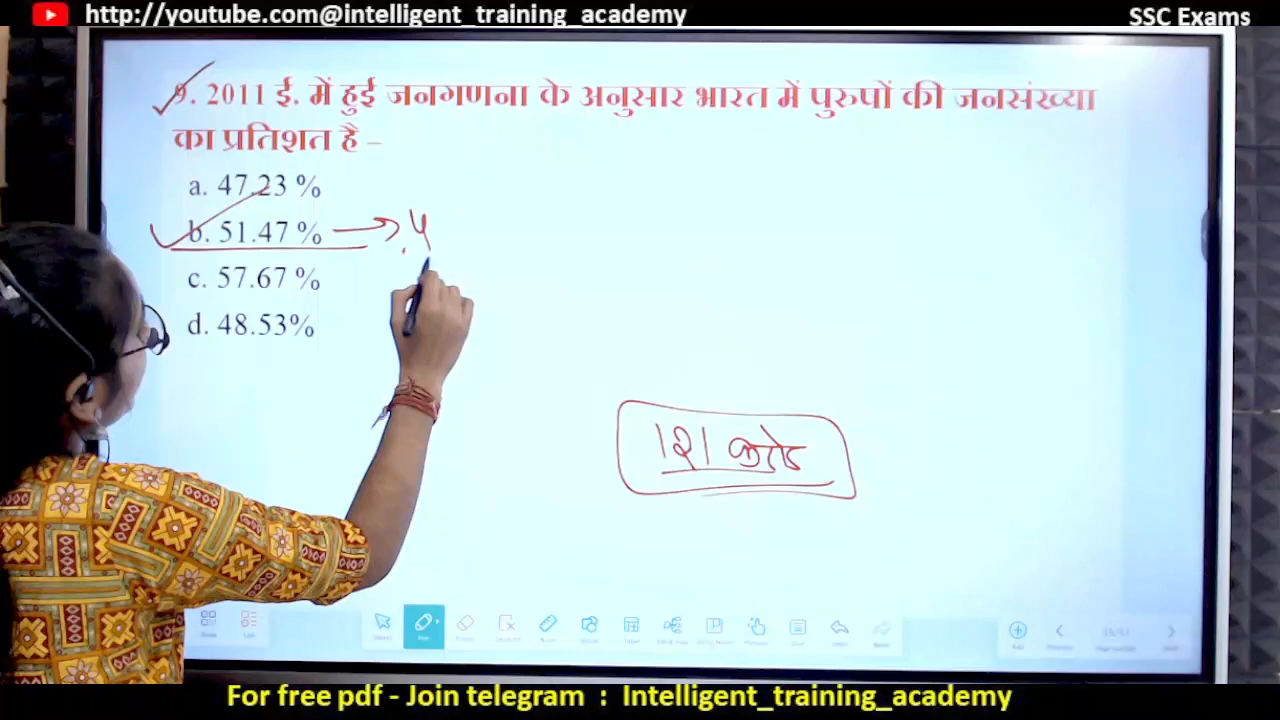 http://youtube.com@intelligent_training_academy
SSC Exams
9. 2011 ई. में हुई जनगणना के अनुसार भारत में पुरुषों की जनसंख्या
का प्रतिशत है –
a. 47.23 %
b. 51.47 %
c. 57.67 %
d. 48.53%
121 करोड
For free pdf - Join telegram : Intelligent_training_academy